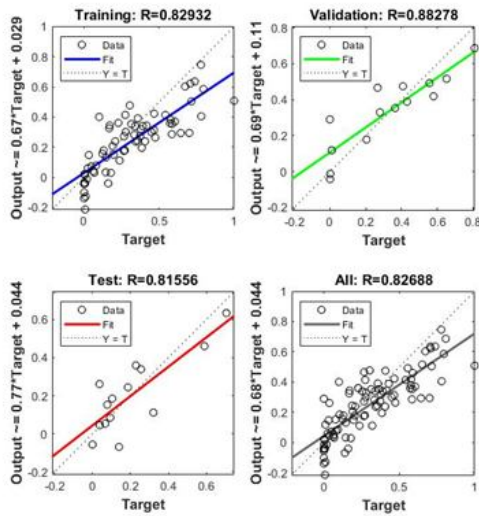 Training: R=0.82932
Output ~= 0.67*Target + 0.029
1
0.8
0.6
0.4
0.2
0
-0.2
Data
Fit
Y = T
0
0.5
1
Target
Validation: R=0.88278
Output ~= 0.69*Target + 0.11
0.8
0.6
0.4
0.2
0
-0.2
Data
Fit
Y = T
0
0.2
0.4
0.6
0.8
Target
Test: R=0.81556
Output ~= 0.77*Target + 0.044
0.6
0.4
0.2
0
-0.2
Data
Fit
Y = T
0
0.2
0.4
0.6
Target
All: R=0.82688
Output ~= 0.68*Target + 0.044
1
0.8
0.6
0.4
0.2
0
-0.2
Data
Fit
Y = T
0
0.5
1
Target